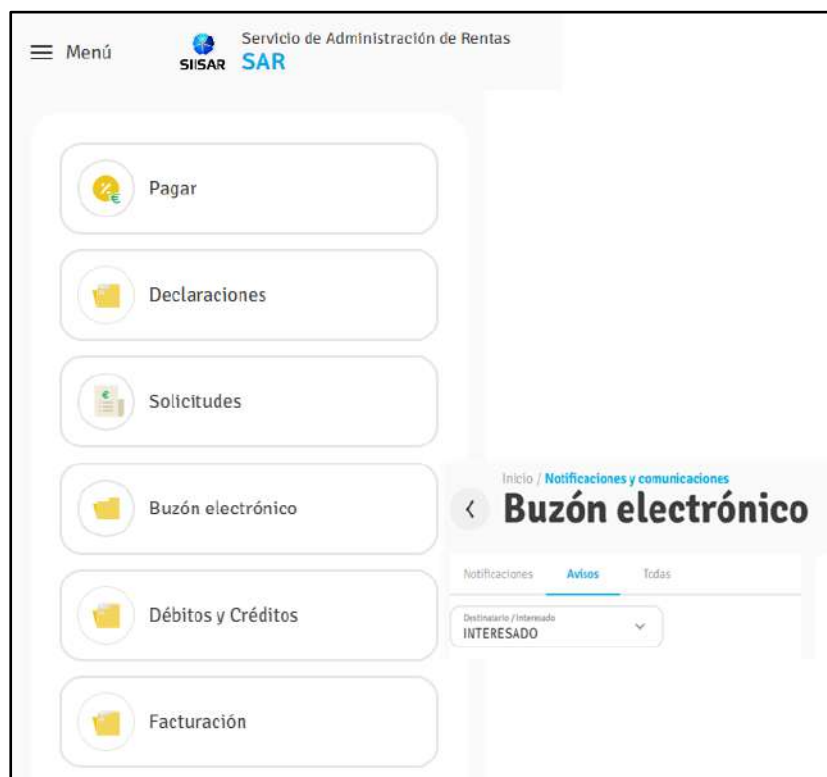 Menú
SIISAR
Servicio de Administración de Rentas
SAR
Pagar
Declaraciones
Solicitudes
Buzón electrónico
Débitos y Créditos
Facturación
Inicio / Notificaciones y comunicaciones
Buzón electrónico
Notificaciones Avisos Todas
Destinatario / Interesado
INTERESADO